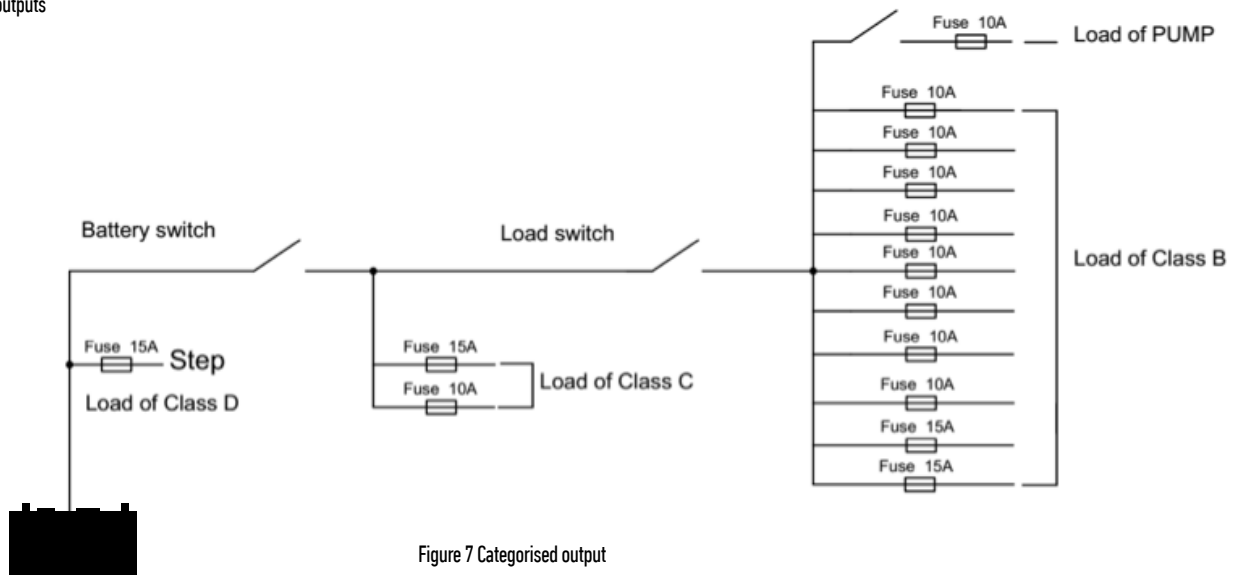 outputs
Fuse 10A
Load of PUMP
Fuse 10A
Fuse 10A
Fuse 10A
Fuse 10A
Fuse 10A
Fuse 10A
Fuse 10A
Fuse 10A
Fuse 15A
Fuse 15A
Load of Class B
Battery switch
Load switch
Fuse 15A
Step
Load of Class D
Fuse 15A
Fuse 10A
Load of Class C
Figure 7 Categorised output